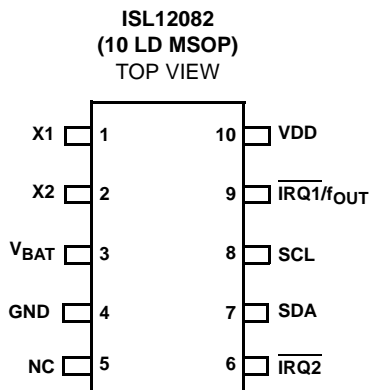 ISL12082
(10 LD MSOP)
TOP VIEW
X1 1 10 VDD
X2 2 9 IRQ1/fOUT
VBAT 3 8 SCL
GND 4 7 SDA
NC 5 6 IRQ2